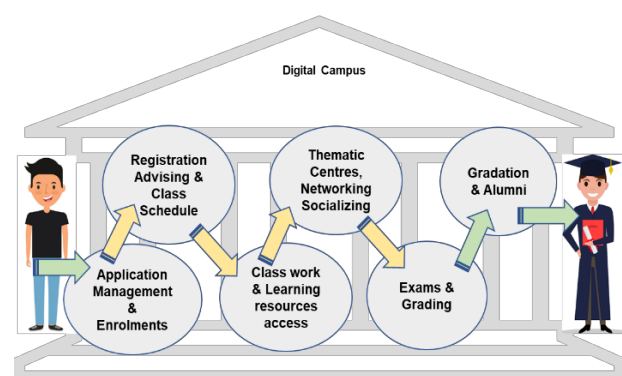 Digital Campus
Registration
Advising &
Class
Schedule
Thematic
Centres,
Networking
Socializing
Gradation
& Alumni
Application
Management
&
Enrolments
Class work
& Learning
resources
access
Exams &
Grading